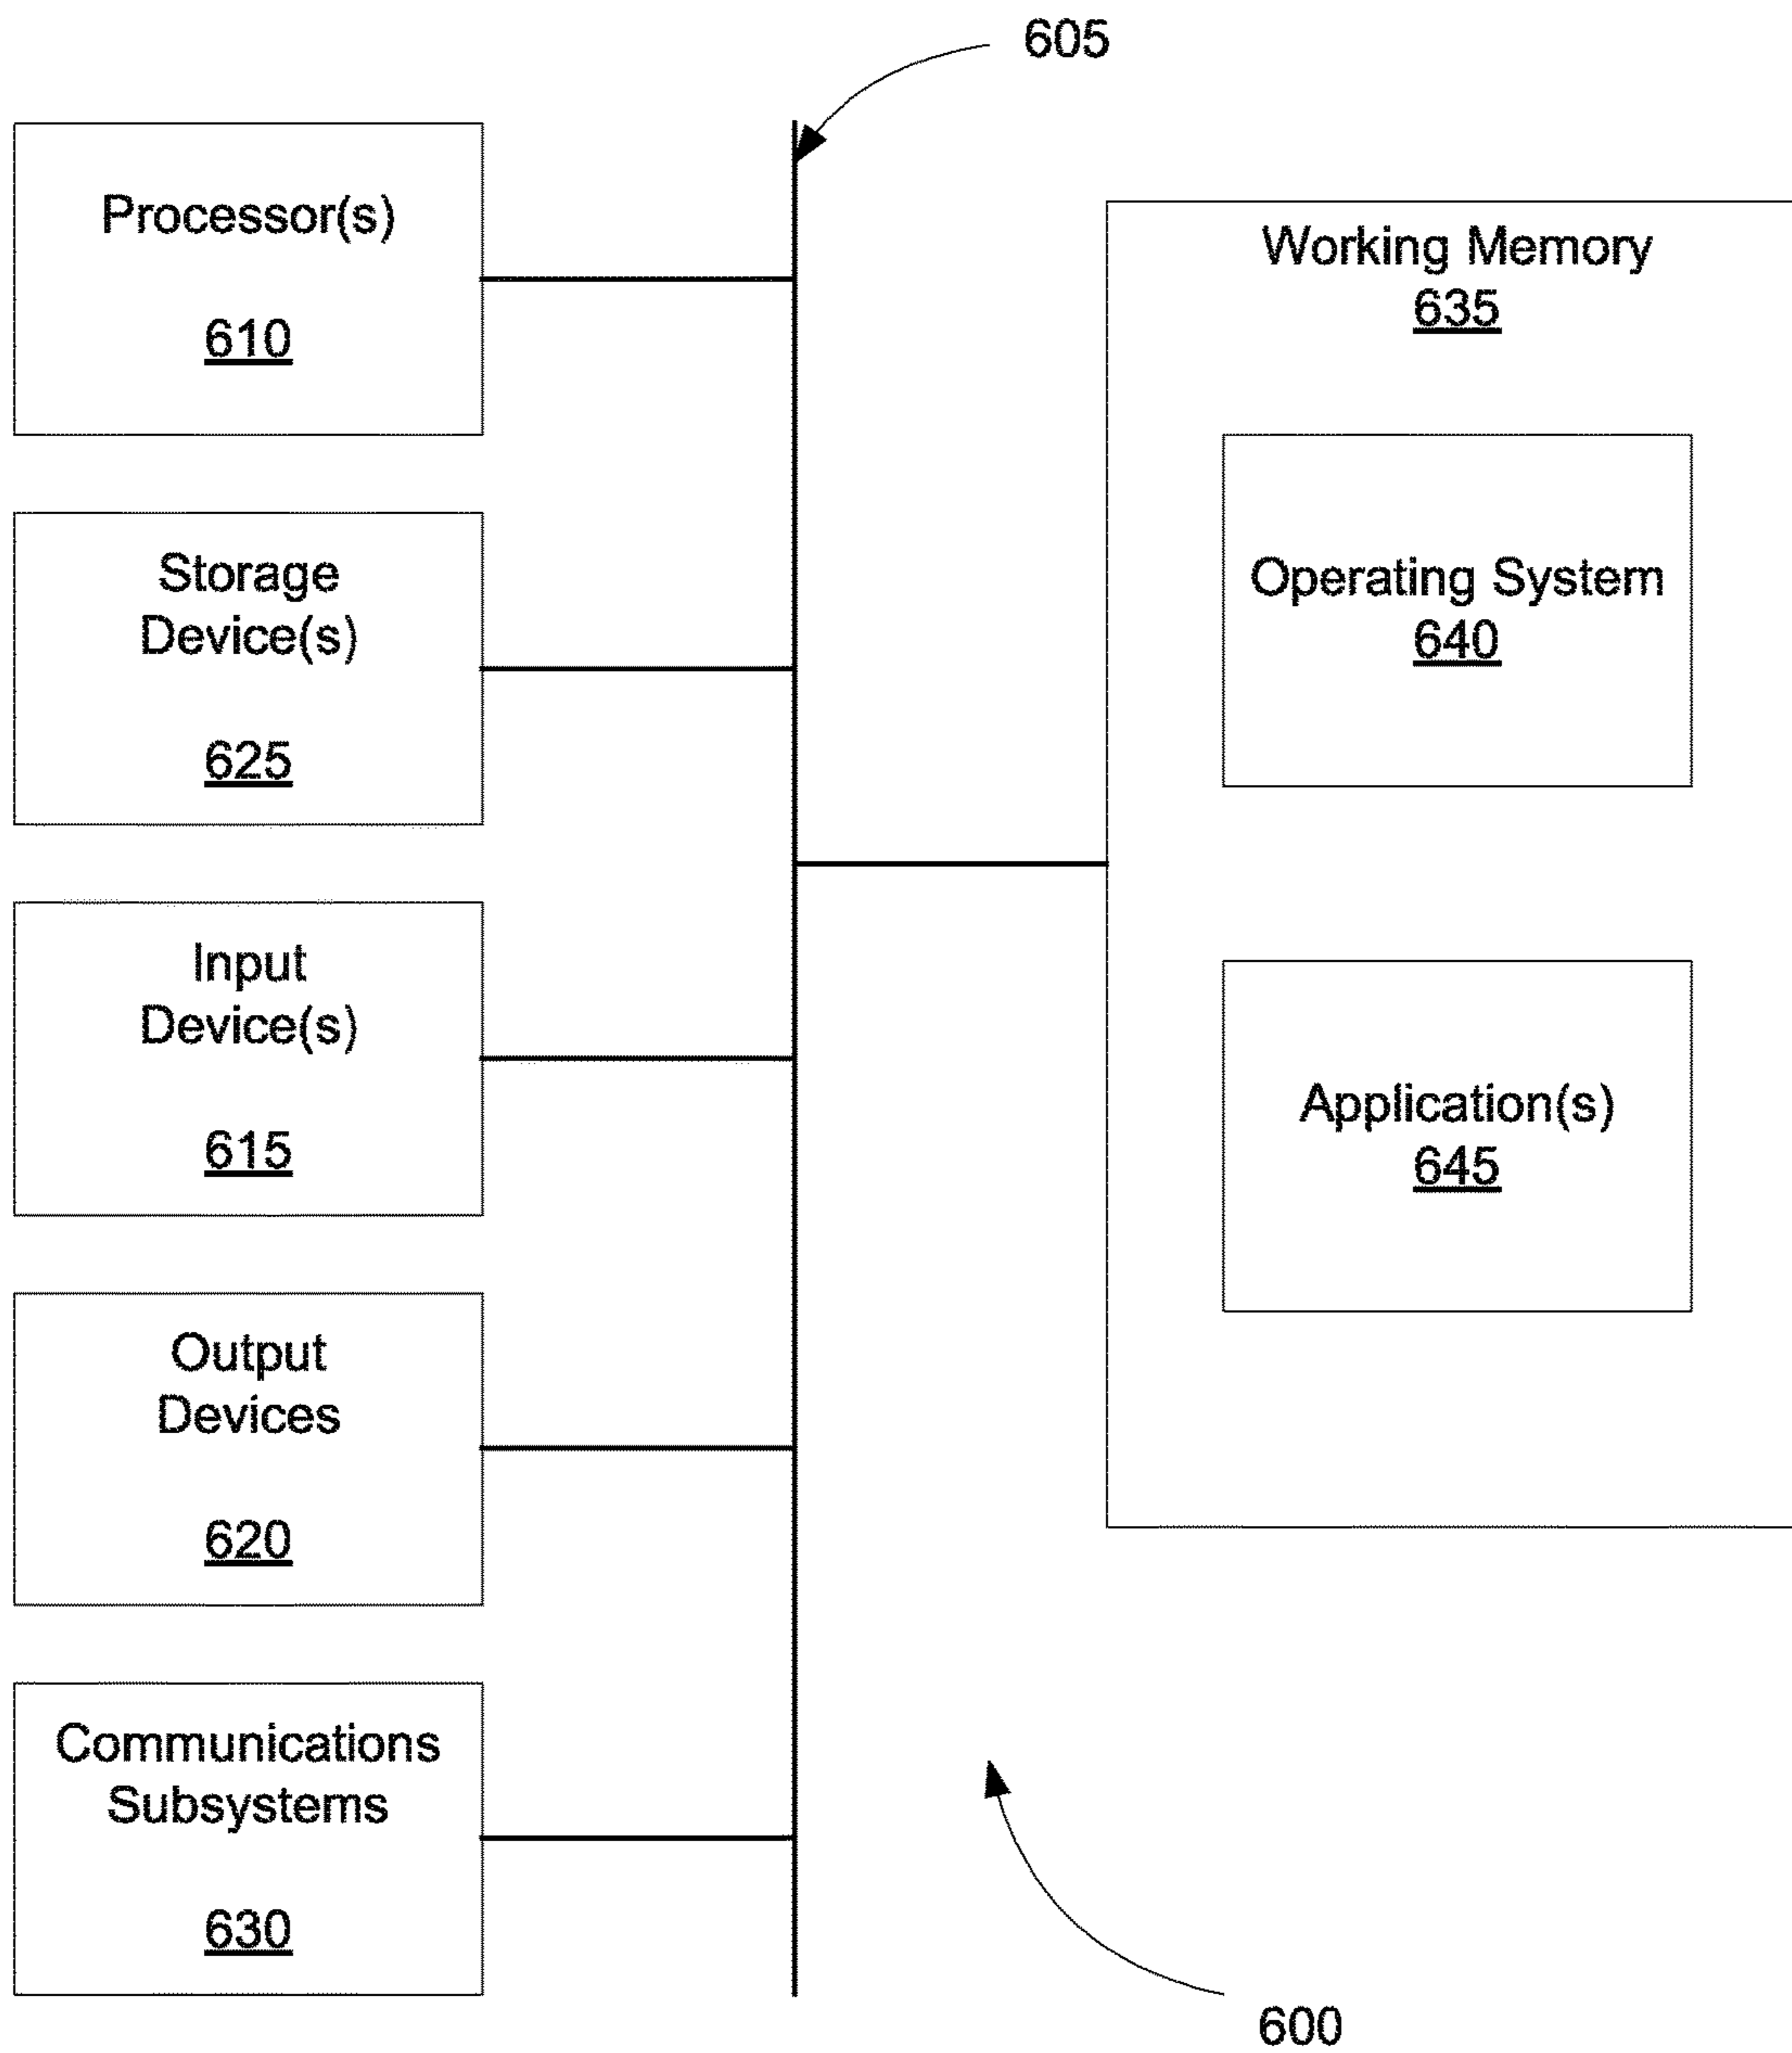 605
Processor(s)
610
Storage
Device(s)
625
Input
Device(s)
615
Output
Devices
620
Communications
Subsystems
630
Working Memory
635
Operating System
640
Application(s)
645
600